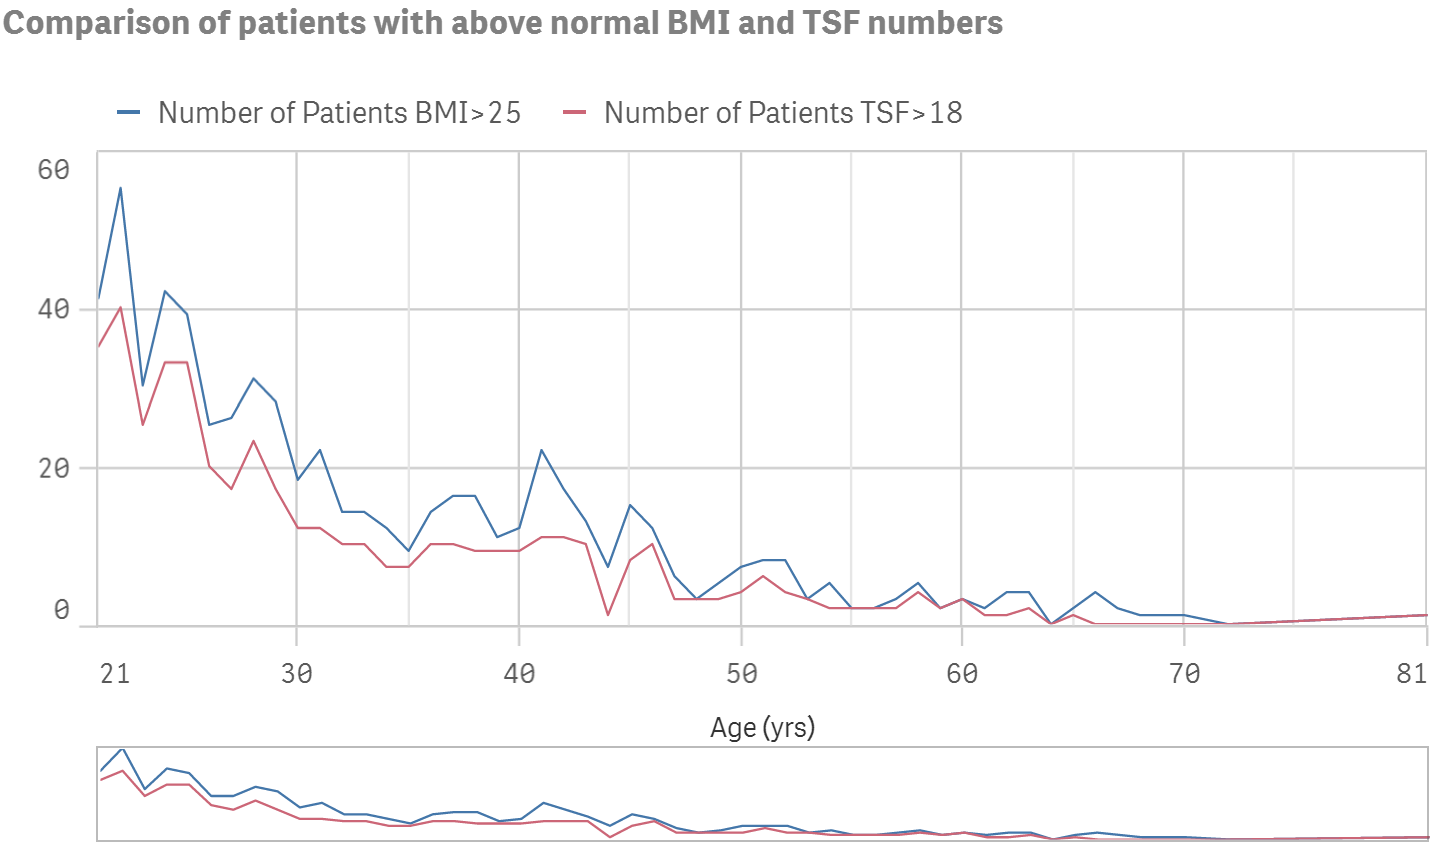 Comparison of patients with above normal BMI and TSF numbers
Number of Patients BMI>25 Number of Patients TSF>18
60
40
20
0
21 30 40 50 60 70 81
Age (yrs)